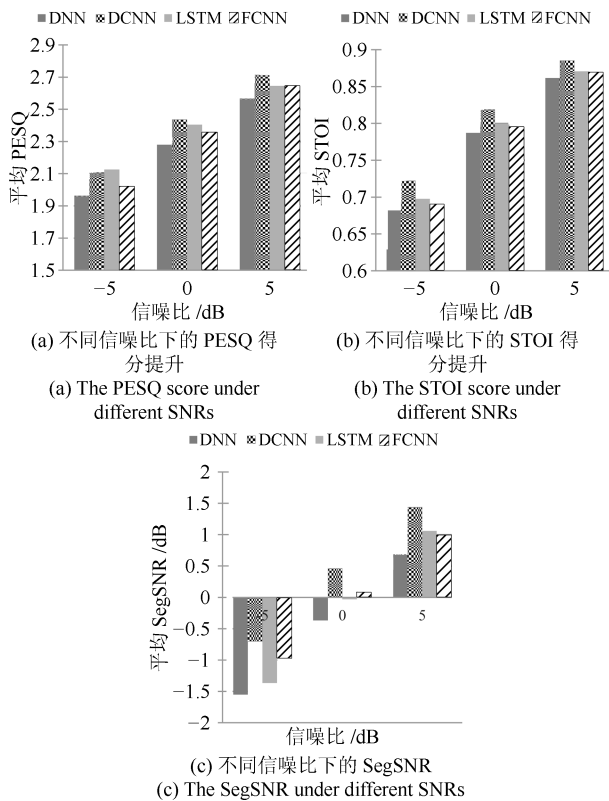 DNN DCNN LSTM FCNN
2.9
2.7
2.5
2.3
2.1
1.9
1.7
1.5
平均 PESQ
−5 0 5
信噪比 /dB
(a) 不同信噪比下的 PESQ 得
分提升
(a) The PESQ score under
different SNRs
0.9
0.85
0.8
0.75
0.7
0.65
0.6
平均 STOI
−5 0 5
信噪比 /dB
(b) 不同信噪比下的 STOI 得
分提升
(b) The STOI score under
different SNRs
DNN DCNN LSTM FCNN
2
1.5
1
0.5
0
−0.5
−1
−1.5
−2
平均 SegSNR /dB
5 0 5
信噪比 /dB
(c) 不同信噪比下的 SegSNR
(c) The SegSNR under different SNRs